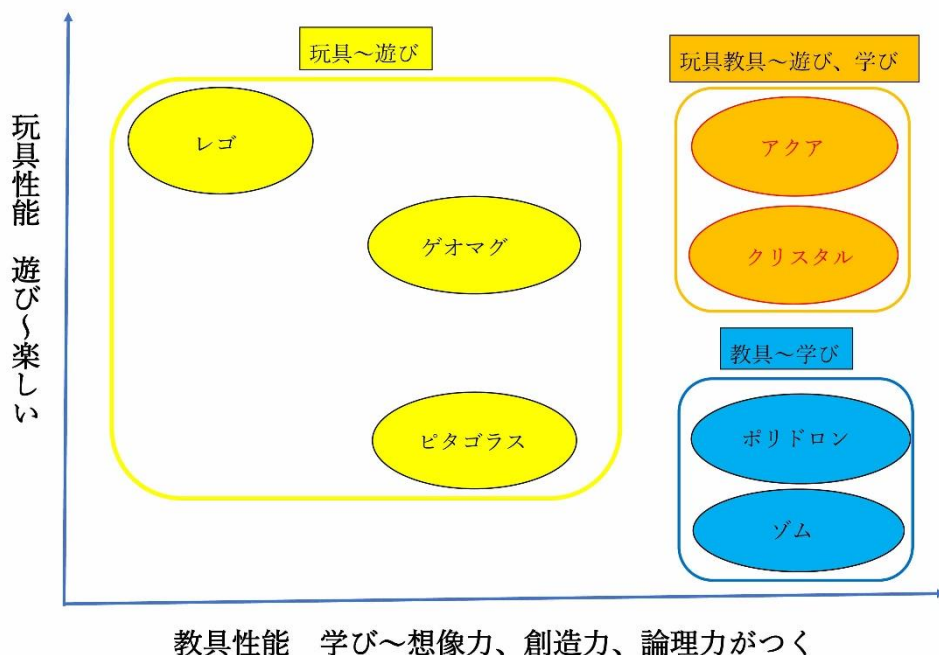 玩具～遊び
玩具教具～遊び、学び
レゴ
アクア
ゲオマグ
クリスタル
教具～学び
ピタゴラス
ポリドロン
ゾム
玩具性能　遊び～楽しい
教具性能　学び～想像力、創造力、論理力がつく